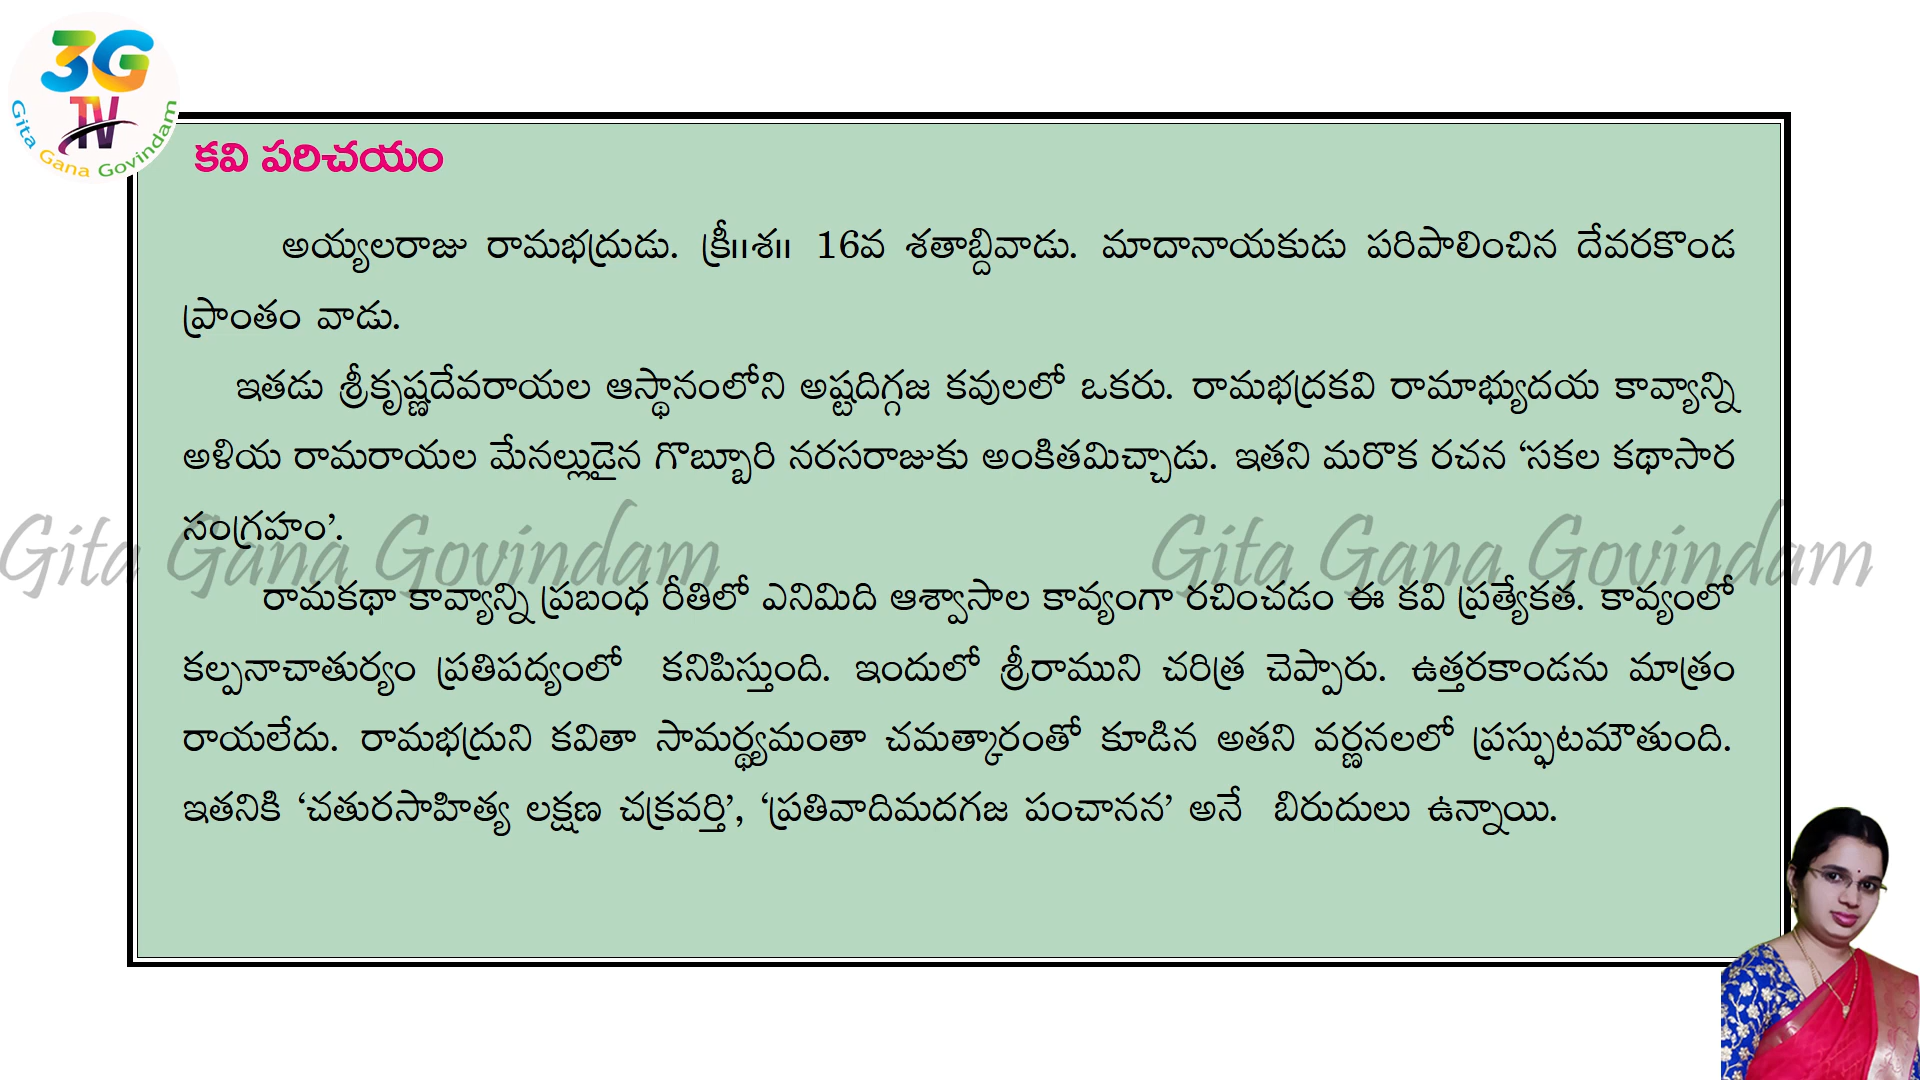 3G
TV
Gita Gana Govindam
కవి పరిచయం
అయ్యలరాజు రామభద్రుడు. క్రీ॥శ॥ 16వ శతాబ్దివాడు. మాదానాయకుడు పరిపాలించిన దేవరకొండ
ప్రాంతం వాడు.
ఇతడు శ్రీకృష్ణదేవరాయల ఆస్థానంలోని అష్టదిగ్గజ కవులలో ఒకరు. రామభద్రకవి రామాభ్యుదయ కావ్యాన్ని
అళియ రామరాయల మేనల్లుడైన గొబ్బూరి నరసరాజుకు అంకితమిచ్చాడు. ఇతని మరొక రచన ‘సకల కథాసార
సంగ్రహం’.
Gita Gana Govindam Gita Gana Govindam
రామకథా కావ్యాన్ని ప్రబంధ రీతిలో ఎనిమిది ఆశ్వాసాల కావ్యంగా రచించడం ఈ కవి ప్రత్యేకత. కావ్యంలో
కల్పనాచాతుర్యం ప్రతిపద్యంలో కనిపిస్తుంది. ఇందులో శ్రీరాముని చరిత్ర చెప్పారు. ఉత్తరకాండను మాత్రం
రాయలేదు. రామభద్రుని కవితా సామర్థ్యమంతా చమత్కారంతో కూడిన అతని వర్ణనలలో ప్రస్ఫుటమౌతుంది.
ఇతనికి ‘చతురసాహిత్య లక్షణ చక్రవర్తి’, ‘ప్రతివాదిమదగజ పంచానన’ అనే బిరుదులు ఉన్నాయి.